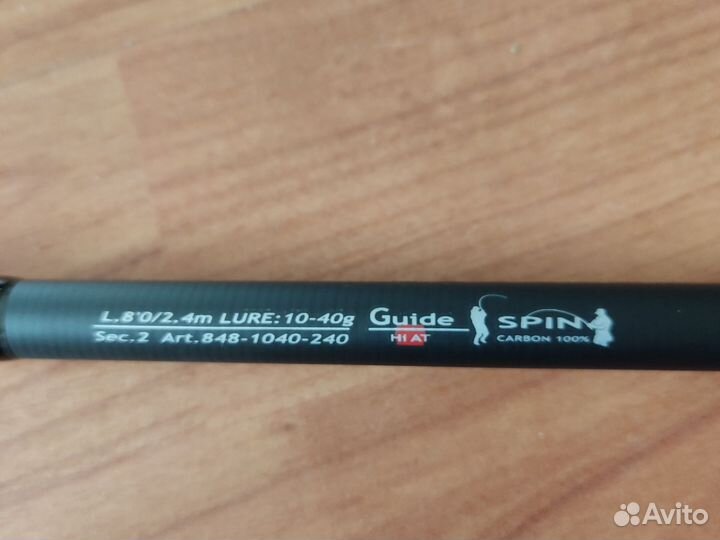 L.8'0/2.4m LURE:10-40g
Sec.2 Art.848-1040-240
Guide
HI AT
SPIN
CARBON 100%
Avito